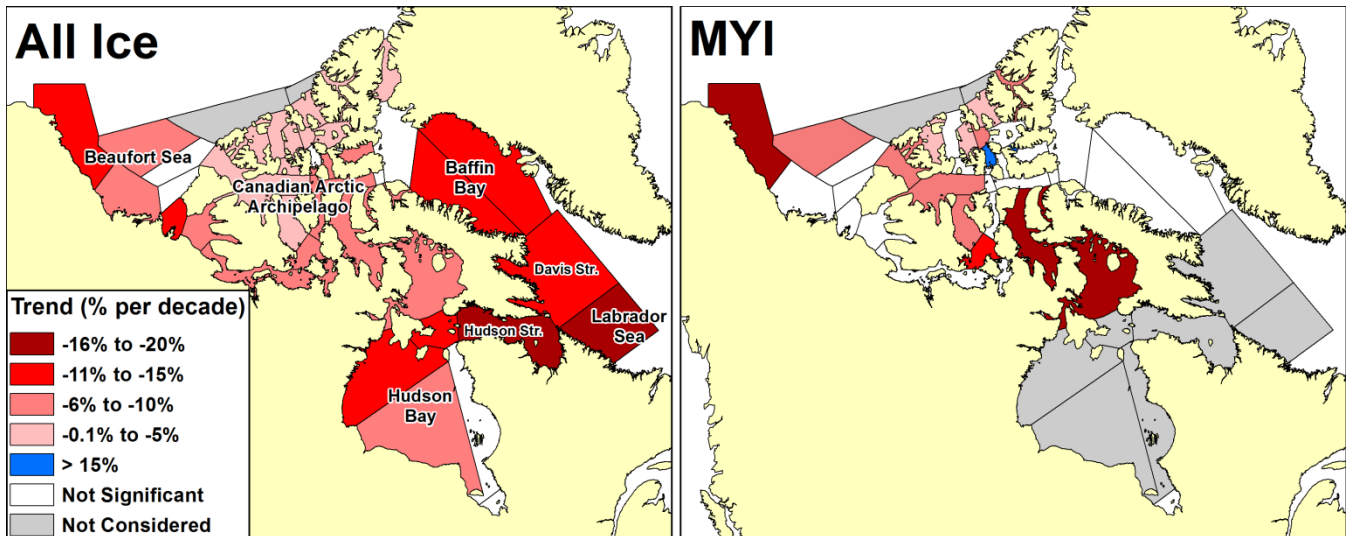 All Ice
MYI
Beaufort Sea
Canadian Arctic
Archipelago
Baffin
Bay
Davis Str.
Labrador
Sea
Hudson Str.
Hudson
Bay
Trend (% per decade)
-16% to -20%
-11% to -15%
-6% to -10%
-0.1% to -5%
> 15%
Not Significant
Not Considered